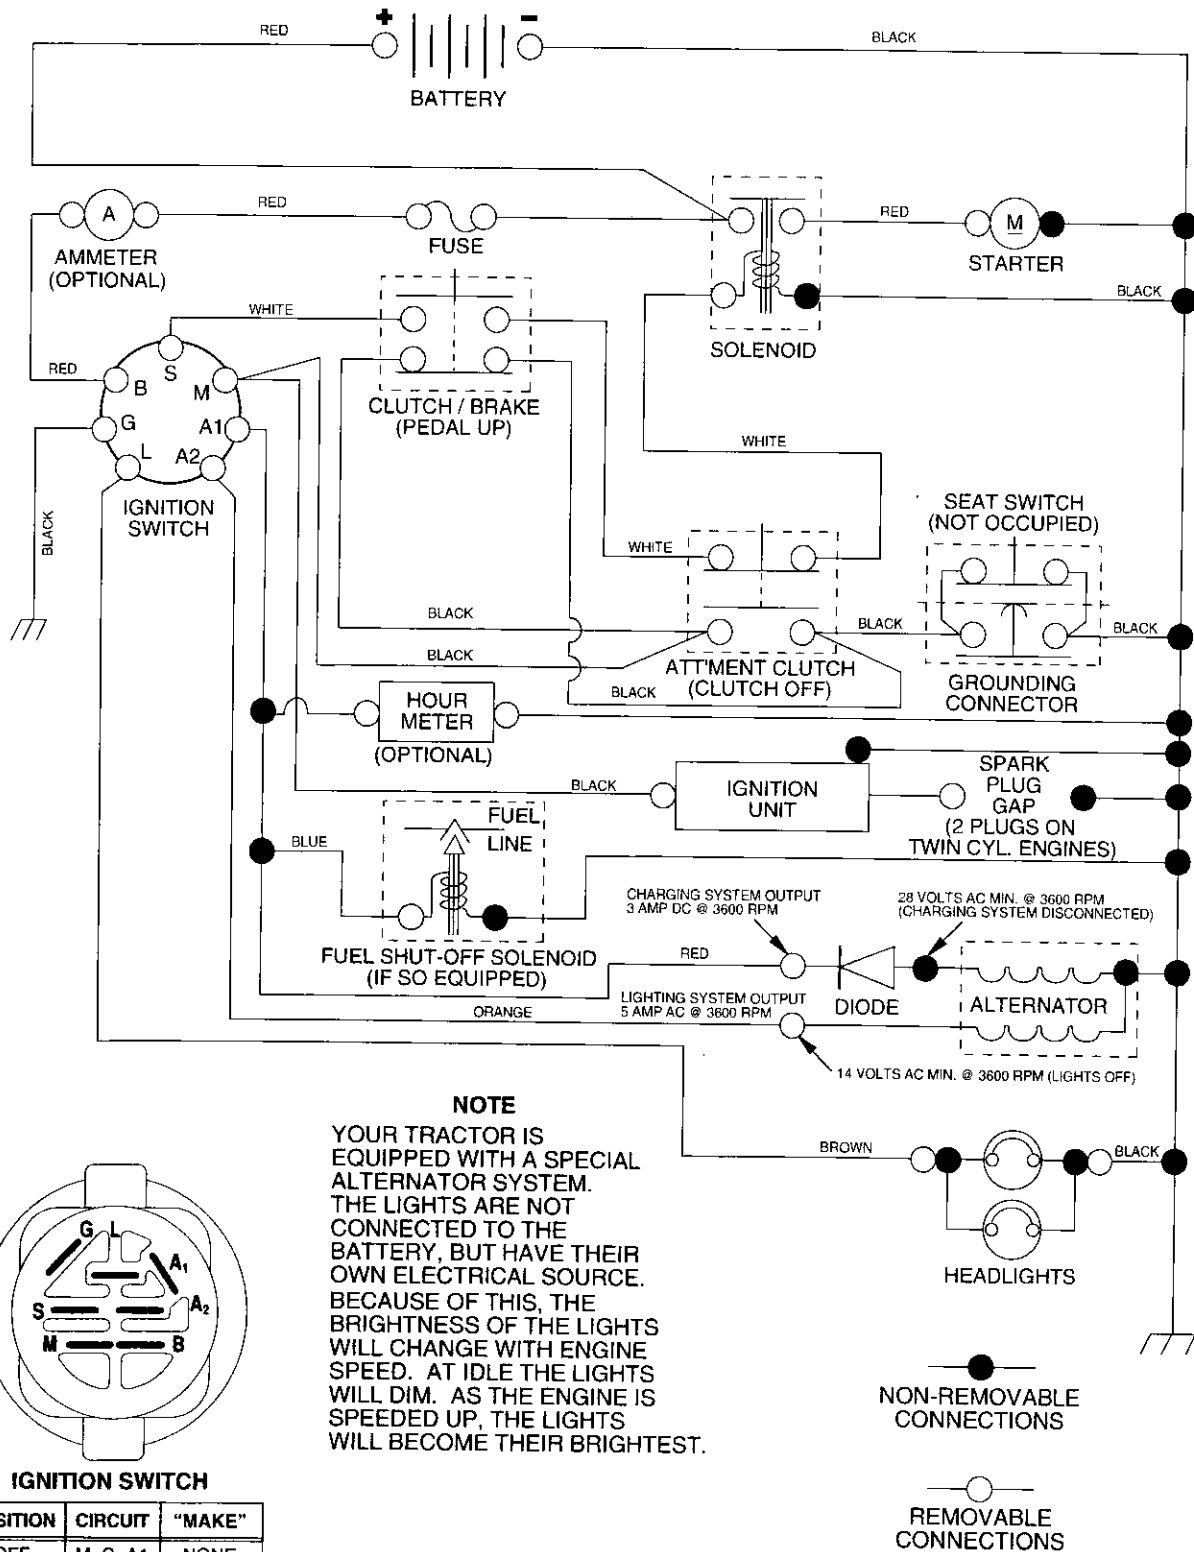 + -
RED
BLACK
BATTERY
RED
A
AMMETER
(OPTIONAL)
FUSE
RED
M
STARTER
BLACK
SOLENOID
WHITE
RED
S
B
M
G
A1
L
A2
IGNITION
SWITCH
BLACK
CLUTCH / BRAKE
(PEDAL UP)
WHITE
SEAT SWITCH
(NOT OCCUPIED)
WHITE
BLACK
BLACK
BLACK
BLACK
ATT'MENT CLUTCH
(CLUTCH OFF)
BLACK
GROUNDING
CONNECTOR
HOUR
METER
(OPTIONAL)
BLACK
IGNITION
UNIT
SPARK
PLUG
GAP
(2 PLUGS ON
TWIN CYL. ENGINES)
BLUE
FUEL
LINE
FUEL SHUT-OFF SOLENOID
(IF SO EQUIPPED)
CHARGING SYSTEM OUTPUT
3 AMP DC @ 3600 RPM
28 VOLTS AC MIN. @ 3600 RPM
(CHARGING SYSTEM DISCONNECTED)
RED
DIODE
ALTERNATOR
LIGHTING SYSTEM OUTPUT
5 AMP AC @ 3600 RPM
ORANGE
14 VOLTS AC MIN. @ 3600 RPM (LIGHTS OFF)
BROWN
BLACK
HEADLIGHTS
NOTE
YOUR TRACTOR IS
EQUIPPED WITH A SPECIAL
ALTERNATOR SYSTEM.
THE LIGHTS ARE NOT
CONNECTED TO THE
BATTERY, BUT HAVE THEIR
OWN ELECTRICAL SOURCE.
BECAUSE OF THIS, THE
BRIGHTNESS OF THE LIGHTS
WILL CHANGE WITH ENGINE
SPEED. AT IDLE THE LIGHTS
WILL DIM. AS THE ENGINE IS
SPEEDED UP, THE LIGHTS
WILL BECOME THEIR BRIGHTEST.
G L
A1
S
A2
M
B
IGNITION SWITCH
SITION CIRCUIT "MAKE"
NON-REMOVABLE
CONNECTIONS
REMOVABLE
CONNECTIONS